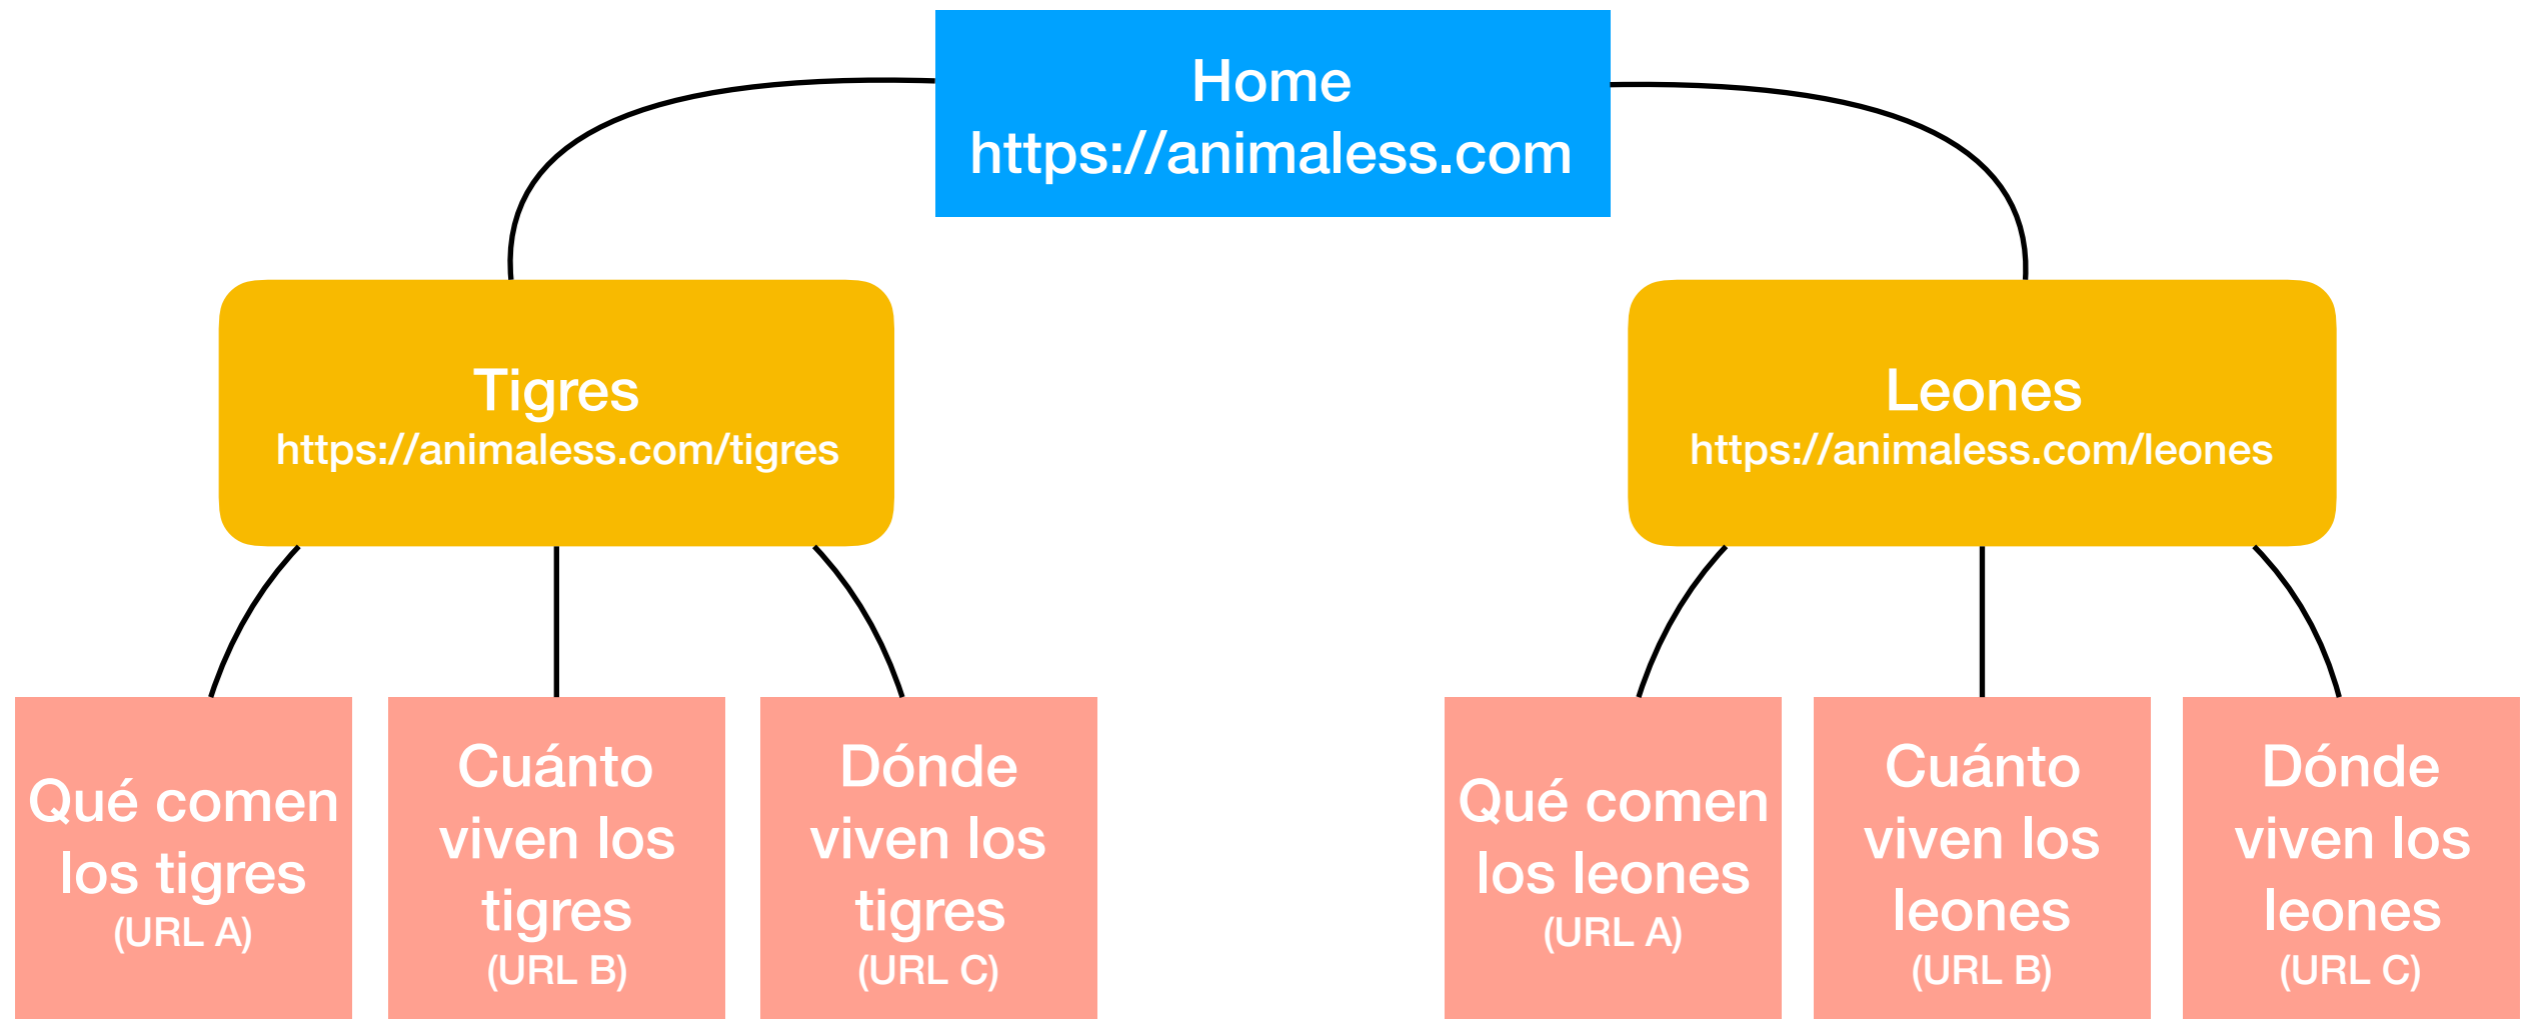 Home
https://animaless.com
Tigres
https://animaless.com/tigres
Leones
https://animaless.com/leones
Qué comen
los tigres
(URL A)
Cuánto
viven los
tigres
(URL B)
Dónde
viven los
tigres
(URL C)
Qué comen
los leones
(URL A)
Cuánto
viven los
leones
(URL B)
Dónde
viven los
leones
(URL C)